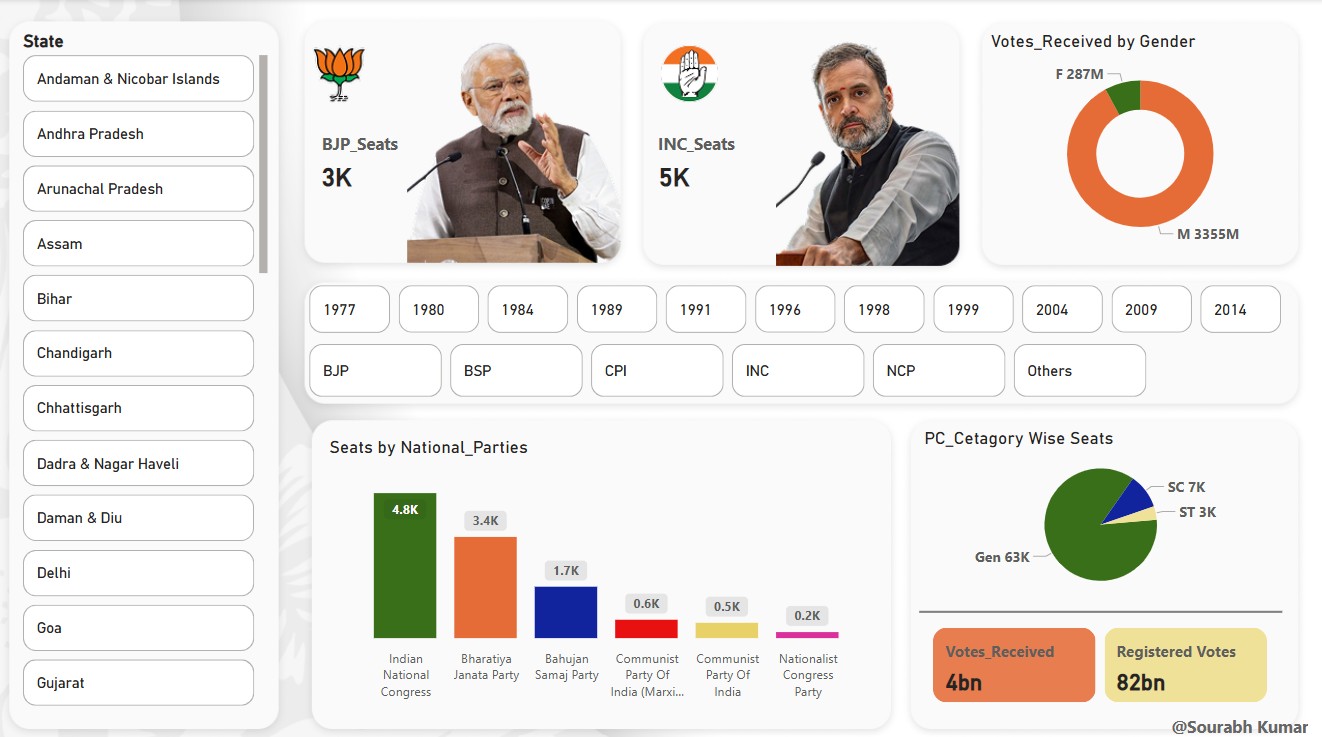 State
Andaman & Nicobar Islands
Andhra Pradesh
Arunachal Pradesh
Assam
Bihar
Chandigarh
Chhattisgarh
Dadra & Nagar Haveli
Daman & Diu
Delhi
Goa
Gujarat
BJP_Seats
3K
INC_Seats
5K
Votes_Received by Gender
F 287M
M 3355M
1977
1980
1984
1989
1991
1996
1998
1999
2004
2009
2014
BJP
BSP
CPI
INC
NCP
Others
Seats by National_Parties
4.8K
3.4K
1.7K
0.6K
0.5K
0.2K
Indian
National
Congress
Bharatiya
Janata Party
Bahujan
Samaj Party
Communist
Party Of
India (Marxi...
Communist
Party Of
India
Nationalist
Congress
Party
PC_Cetagory Wise Seats
SC 7K
ST 3K
Gen 63K
Votes_Received
4bn
Registered Votes
82bn
@Sourabh Kumar